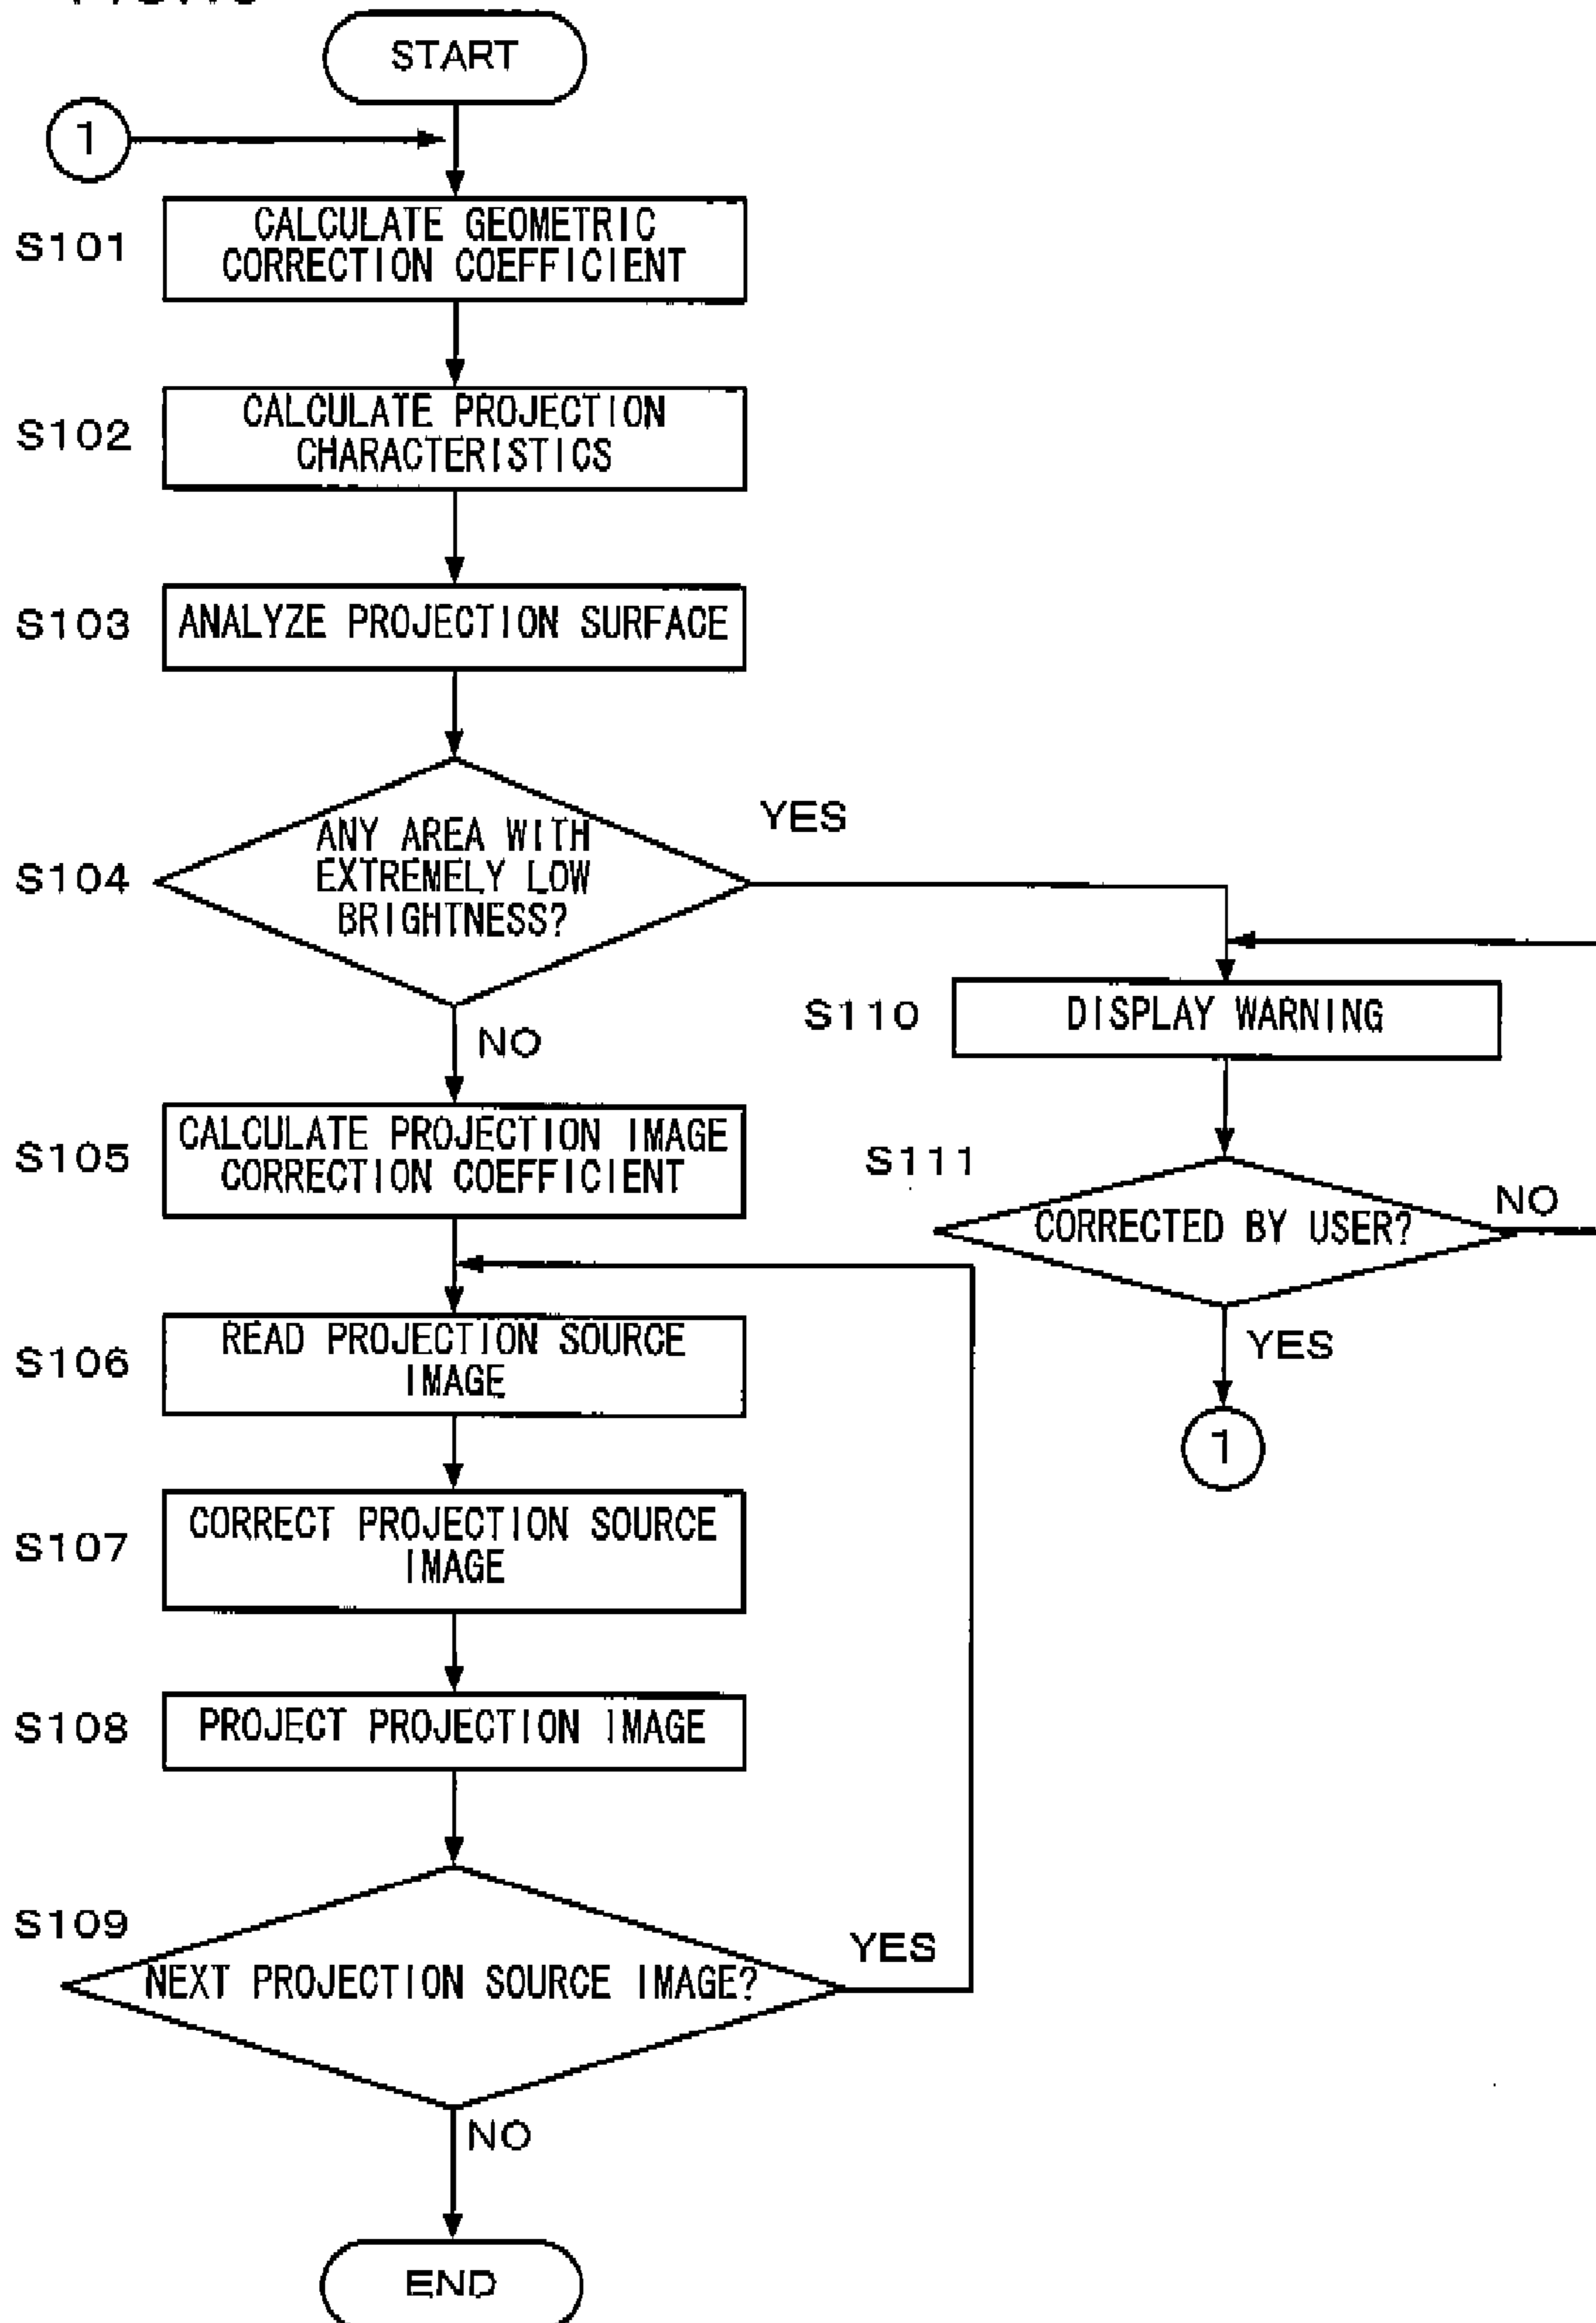 START
1
S101
CALCULATE GEOMETRIC
CORRECTION COEFFICIENT
S102
CALCULATE PROJECTION
CHARACTERISTICS
S103
ANALYZE PROJECTION SURFACE
S104
ANY AREA WITH
EXTREMELY LOW
BRIGHTNESS?
YES
NO
S110
DISPLAY WARNING
S105
CALCULATE PROJECTION IMAGE
CORRECTION COEFFICIENT
S111
CORRECTED BY USER?
NO
YES
1
S106
READ PROJECTION SOURCE
IMAGE
S107
CORRECT PROJECTION SOURCE
IMAGE
S108
PROJECT PROJECTION IMAGE
S109
NEXT PROJECTION SOURCE IMAGE?
YES
NO
END